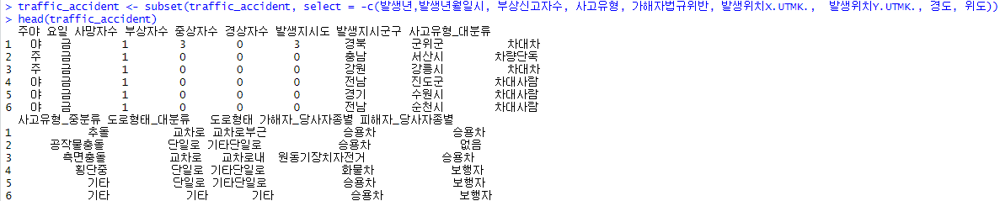 > traffic_accident <- subset(traffic_accident, select = -c(발생년,발생년월일시, 부상신고자수, 사고유형, 가해자법규위반, 발생위치X.UTMK.,  발생위치Y.UTMK., 경도, 위도))
> head(traffic_accident)
주야 요일 사망자수 부상자수 중상자수 경상자수 발생지시도 발생지시군구 사고유형_대분류
1 야 금 1 3 0 3 경북 군위군 차대차
2 주 금 1 0 0 0 충남 서산시 차량단독
3 주 금 1 0 0 0 강원 강릉시 차대차
4 야 금 1 0 0 0 전남 진도군 차대사람
5 야 금 1 0 0 0 경기 수원시 차대사람
6 야 금 1 0 0 0 전남 순천시 차대사람
사고유형_중분류 도로형태_대분류 도로형태 가해자_당사자종별 피해자_당사자종별
1 추돌 교차로 교차로부근 승용차 승용차
2 공작물충돌 단일로 기타단일로 승용차 없음
3 측면충돌 교차로 교차로내 원동기장치자전거 승용차
4 횡단중 단일로 기타단일로 화물차 보행자
5 기타 단일로 기타단일로 승용차 보행자
6 기타 기타 기타 승용차 보행자